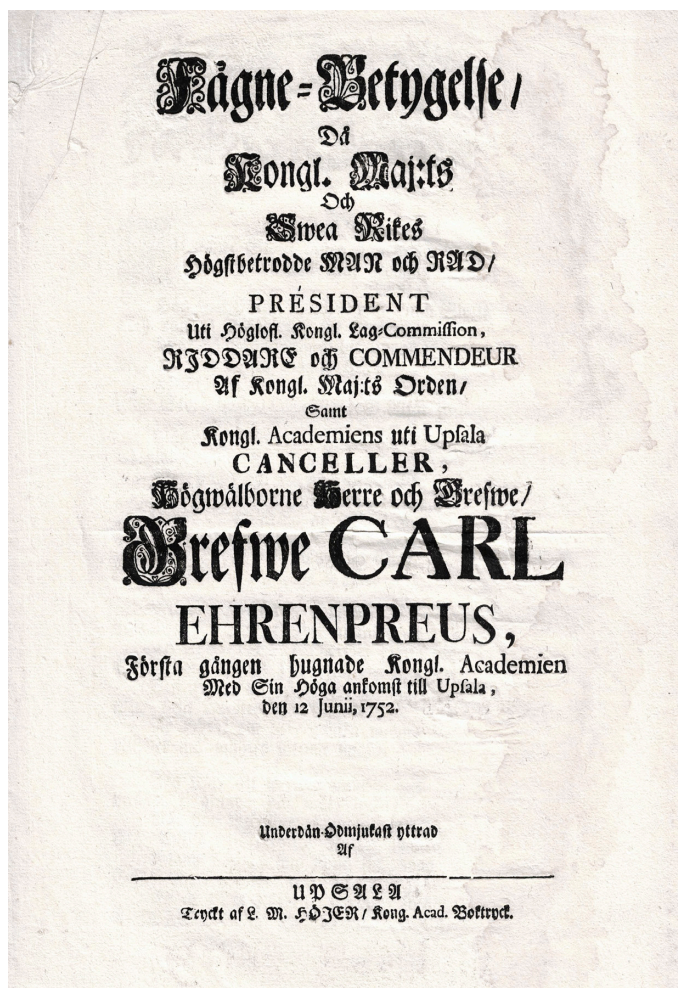 Fägne-Betygelse/
Då
Kongl. Maj:ts
Och
Swea Rikes
Högstbetrodde MAN och RÅD/
PRÉSIDENT
Uti Höglofl. Kongl. Lag-Commission,
RIDDARE och COMMENDEUR
Af Kongl. Maj:ts Orden/
Samt
Kongl. Academiens uti Upſala
CANCELLER,
Högwälborne Herre och Grefwe/
Grefwe CARL
EHRENPREUS,
Första gången hugnade Kongl. Academien
Med Sin Höga ankomst till Upſala,
den 12 Junii, 1752.
Underdån-Ödmjukast yttrad
Af
UPSALA
Tryckt af L. M. HÖJER/ Kong. Acad. Boktryck.